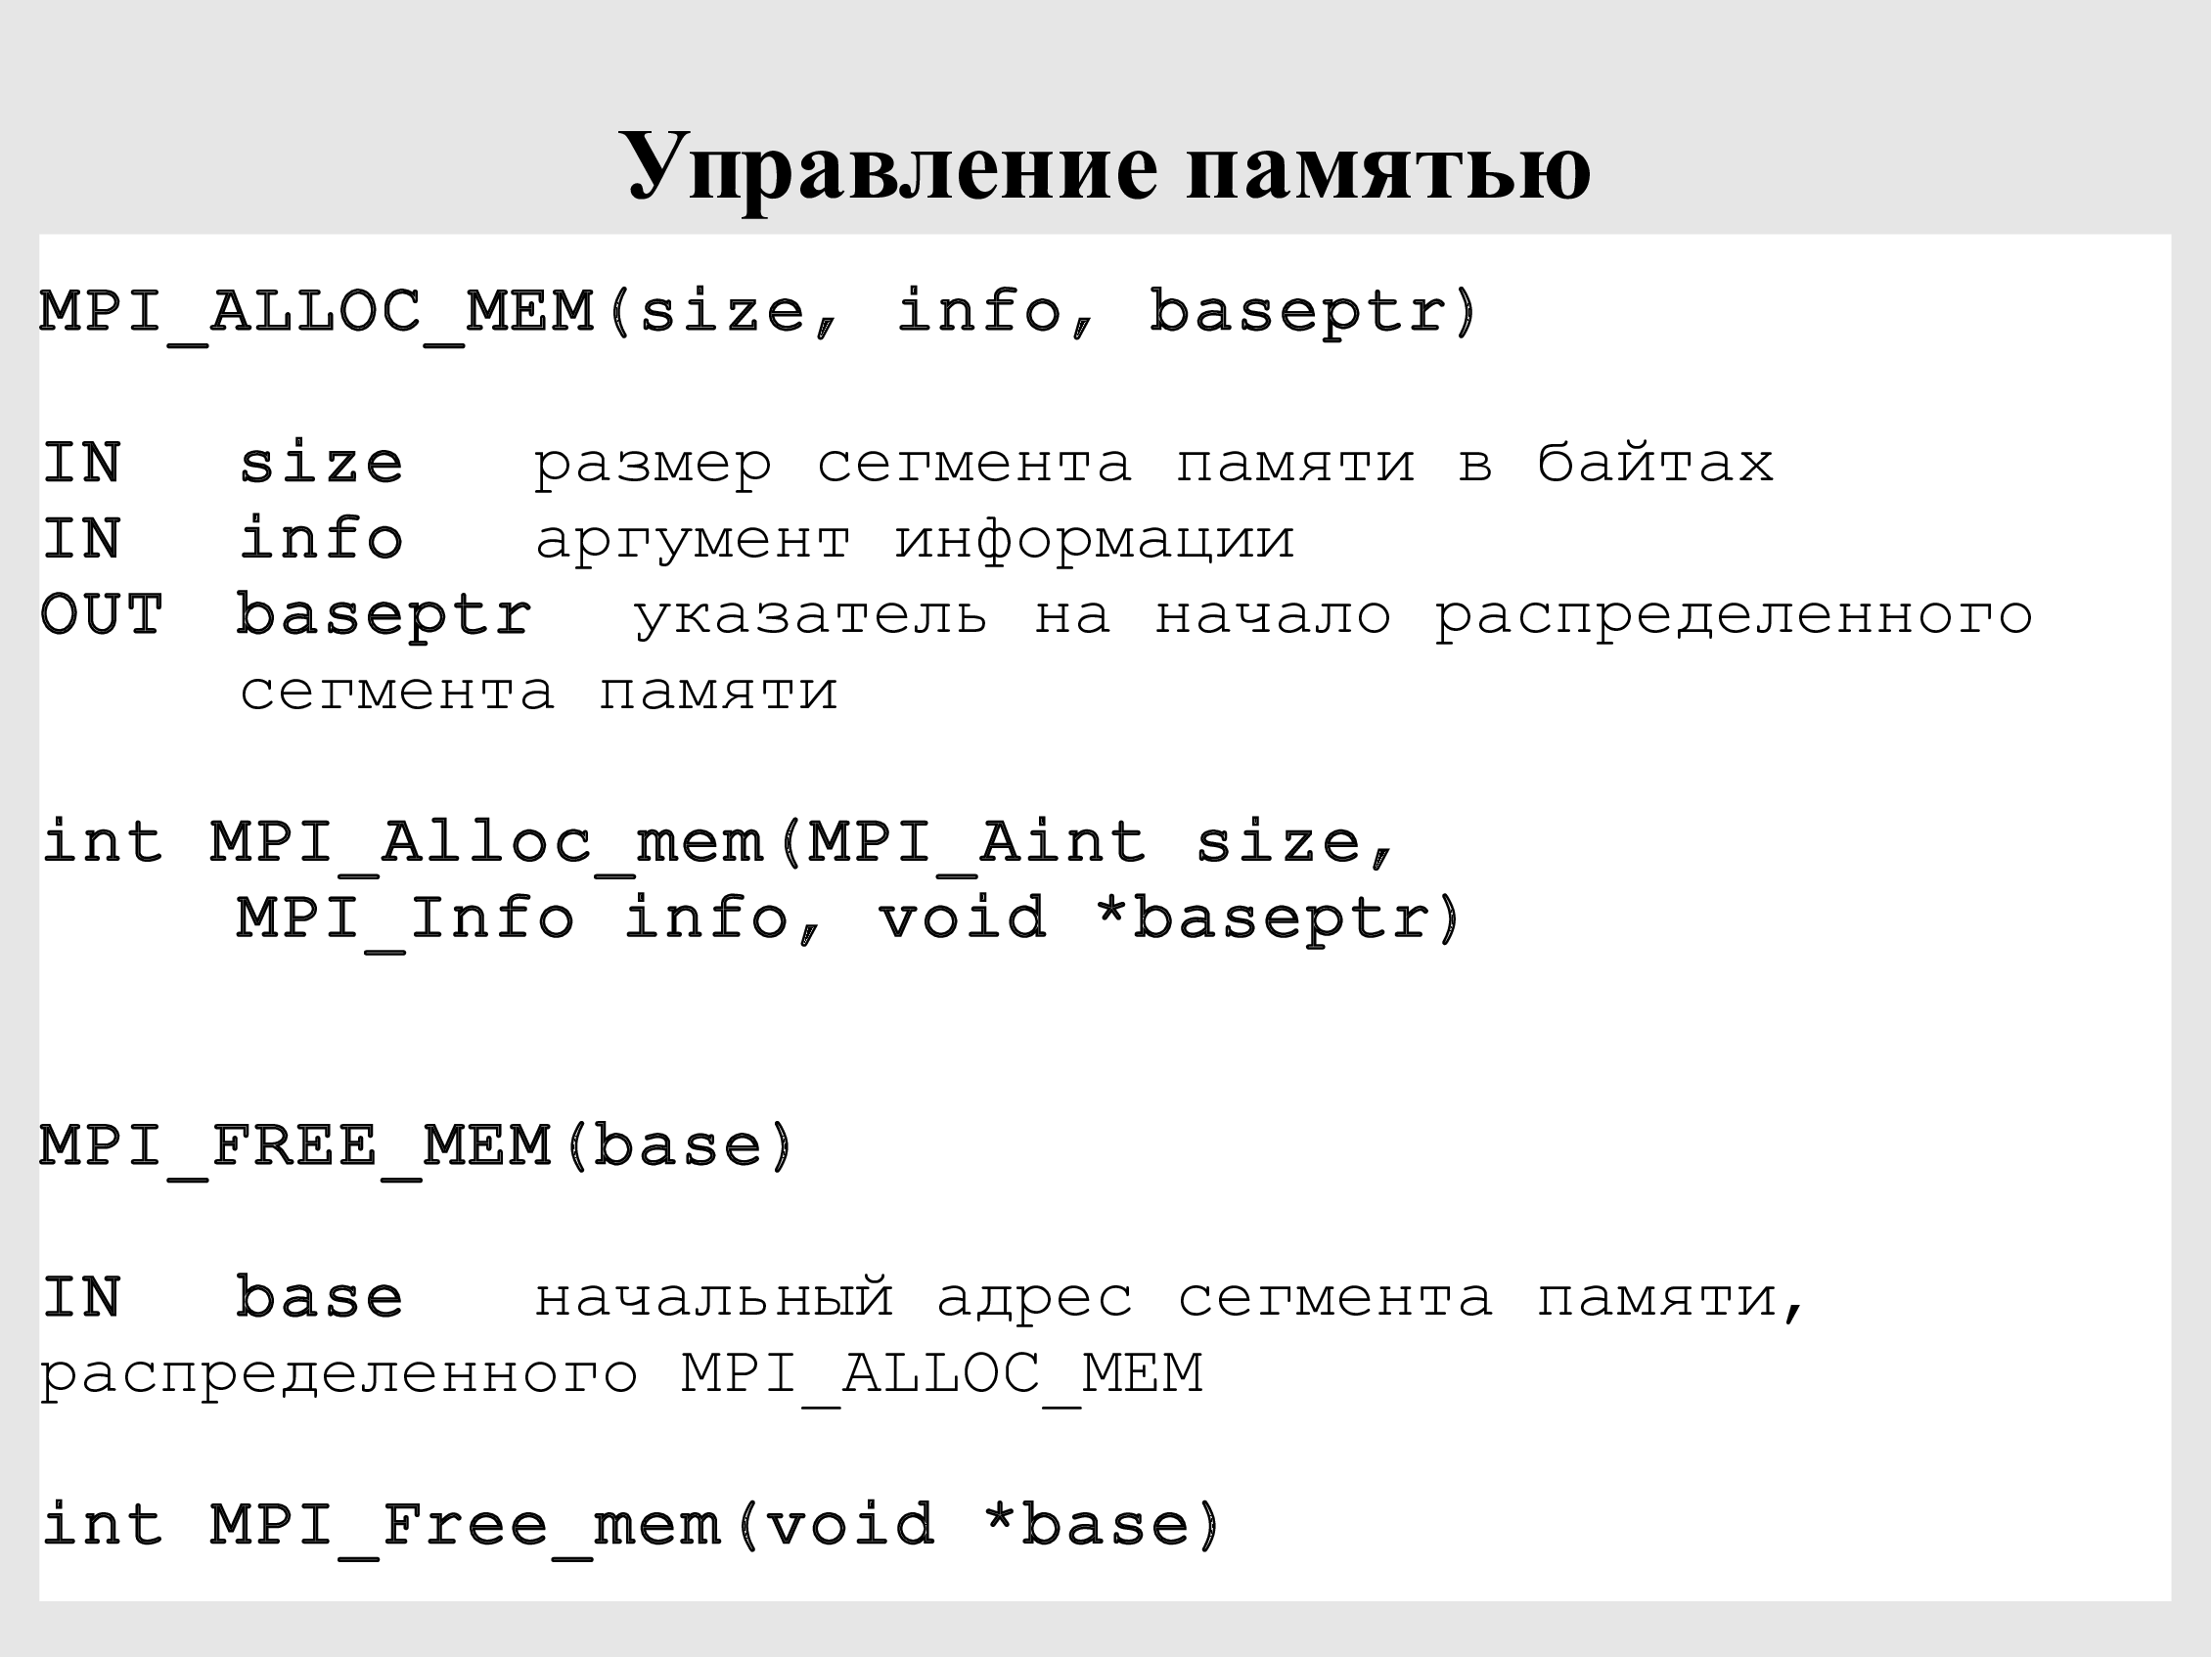 Управление памятью
MPI_ALLOC_MEM(size, info, baseptr)
IN size размер сегмента памяти в байтах
IN info аргумент информации
OUT baseptr указатель на начало распределенного
сегмента памяти
int MPI_Alloc_mem(MPI_Aint size,
MPI_Info info, void *baseptr)
MPI_FREE_MEM(base)
IN base начальный адрес сегмента памяти,
распределенного MPI_ALLOC_MEM
int MPI_Free_mem(void *base)